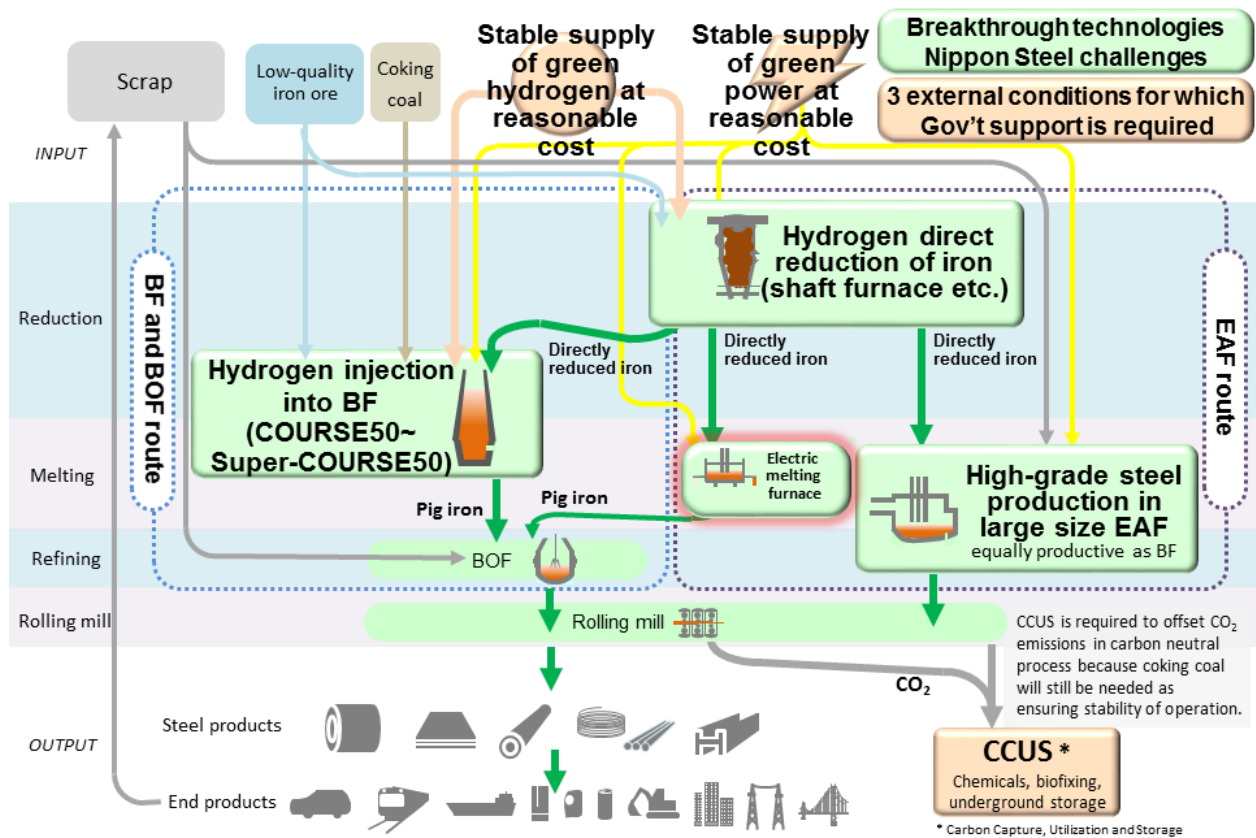 Scrap
Low-quality
iron ore
Coking
coal
Stable supply
of green
hydrogen at
reasonable
cost
Stable supply
of green
power at
reasonable
cost
Breakthrough technologies
Nippon Steel challenges
3 external conditions for which
Gov't support is required
INPUT
Reduction
Melting
Refining
Rolling mill
OUTPUT
BF and BOF route
EAF route
Hydrogen direct
reduction of iron
(shaft furnace etc.)
Directly
reduced iron
Directly
reduced iron
Directly
reduced iron
Hydrogen injection
into BF
(COURSE50~
Super-COURSE50)
Electric
melting
furnace
High-grade steel
production in
large size EAF
equally productive as BF
Pig iron
Pig iron
BOF
Rolling mill
CO2
CCUS is required to offset CO2
emissions in carbon neutral
process because coking coal
will still be needed as
ensuring stability of operation.
Steel products
End products
CCUS *
Chemicals, biofixing,
underground storage
* Carbon Capture, Utilization and Storage